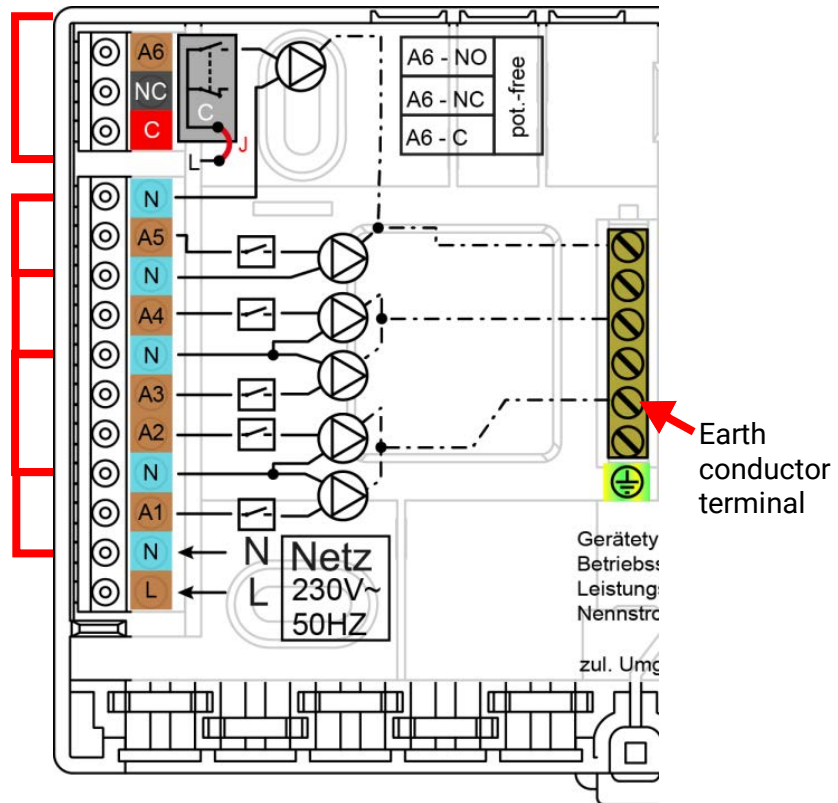 A6
NC
C
C
J
L
A6 - NO
A6 - NC
A6 - C
pot.-free
N
A5
N
A4
N
A3
A2
N
A1
N
L
N
L
Netz
230V~
50HZ
Earth
conductor
terminal
Gerätety
Betriebss
Leistung
Nennstro
zul. Umg